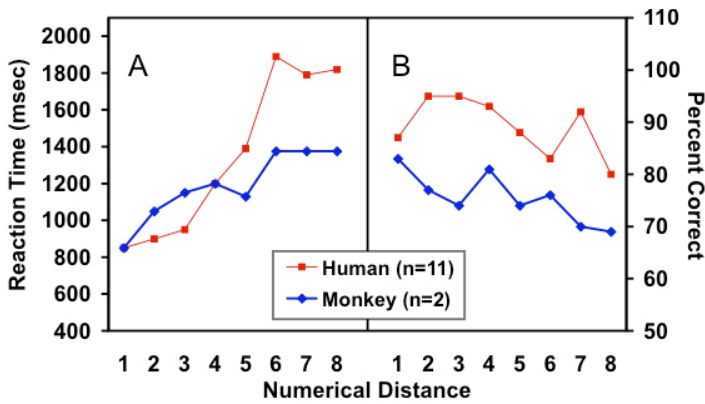 Reaction Time (msec)
2000
1800
1600
1400
1200
1000
800
600
400
A
B
110
100
90
80
70
60
50
Percent Correct
Human (n=11)
Monkey (n=2)
1 2 3 4 5 6 7 8 1 2 3 4 5 6 7 8
Numerical Distance